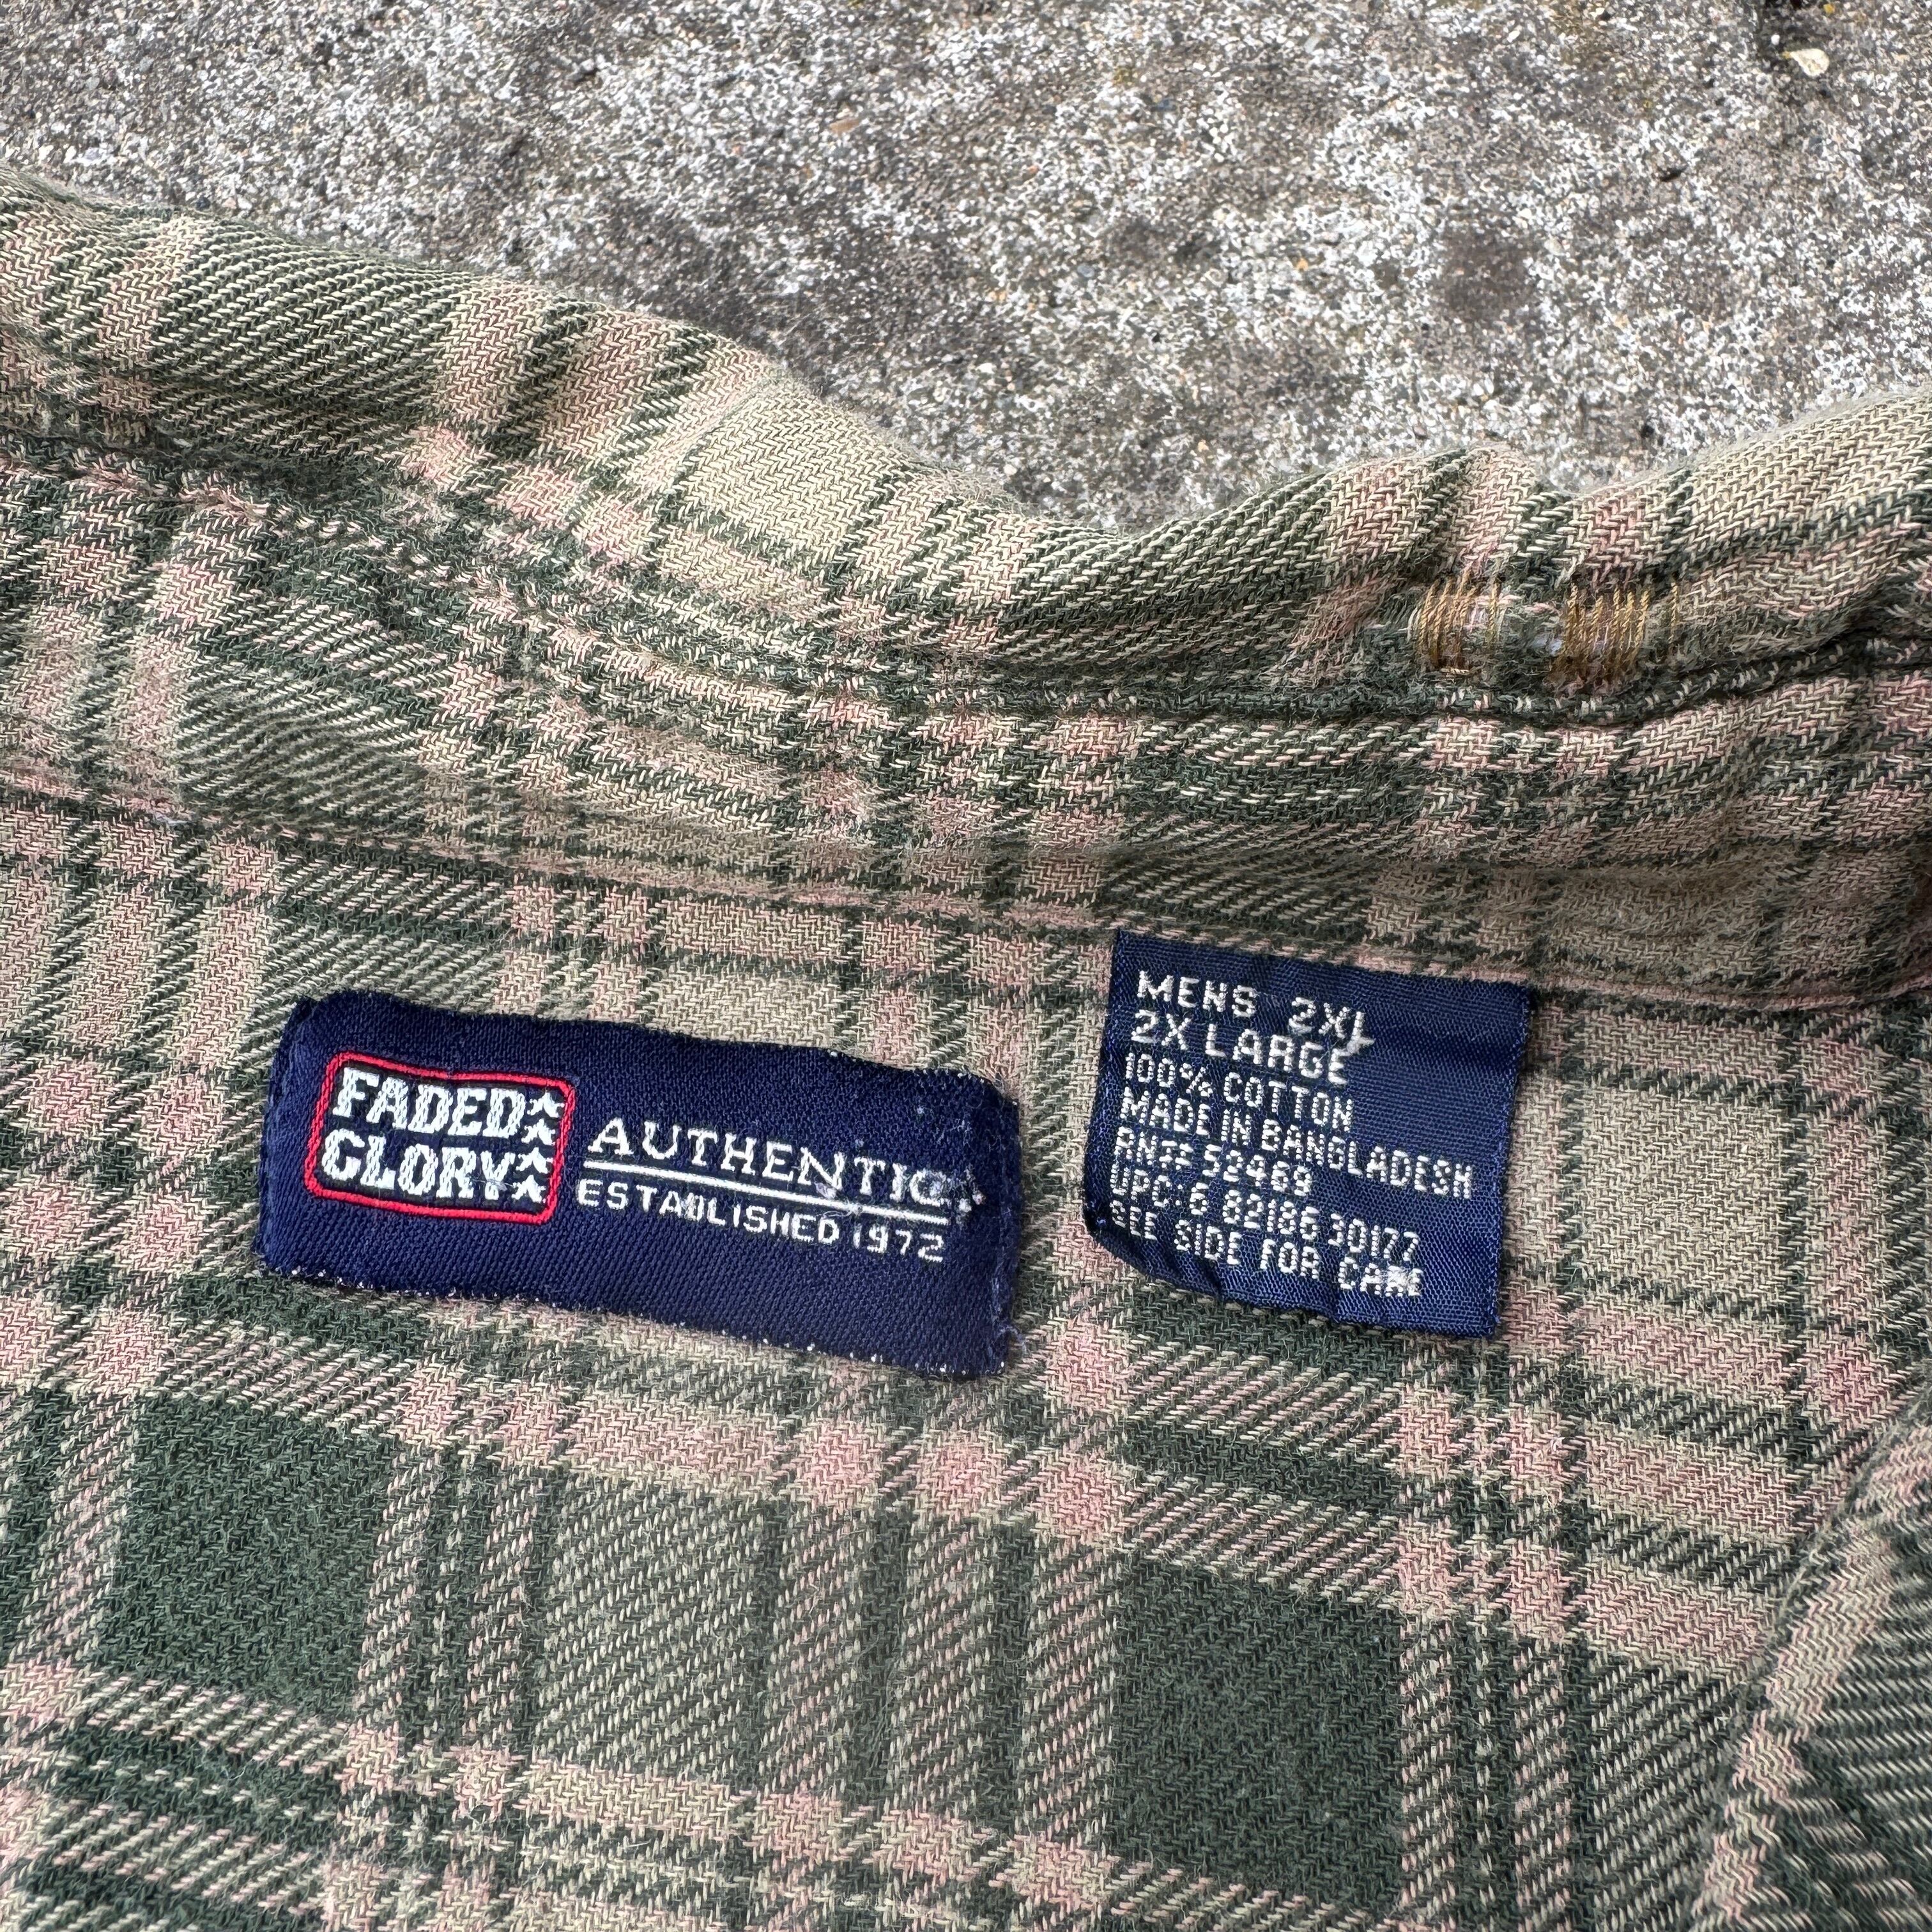 FADED
GLORY
AUTHENTIC
ESTABLISHED 1972
MENS 2XL
2X LARGE
100% COTTON
MADE IN BANGLADESH
RN#: 52469
UPC: 6 82186 30177
SEE SIDE FOR CARE